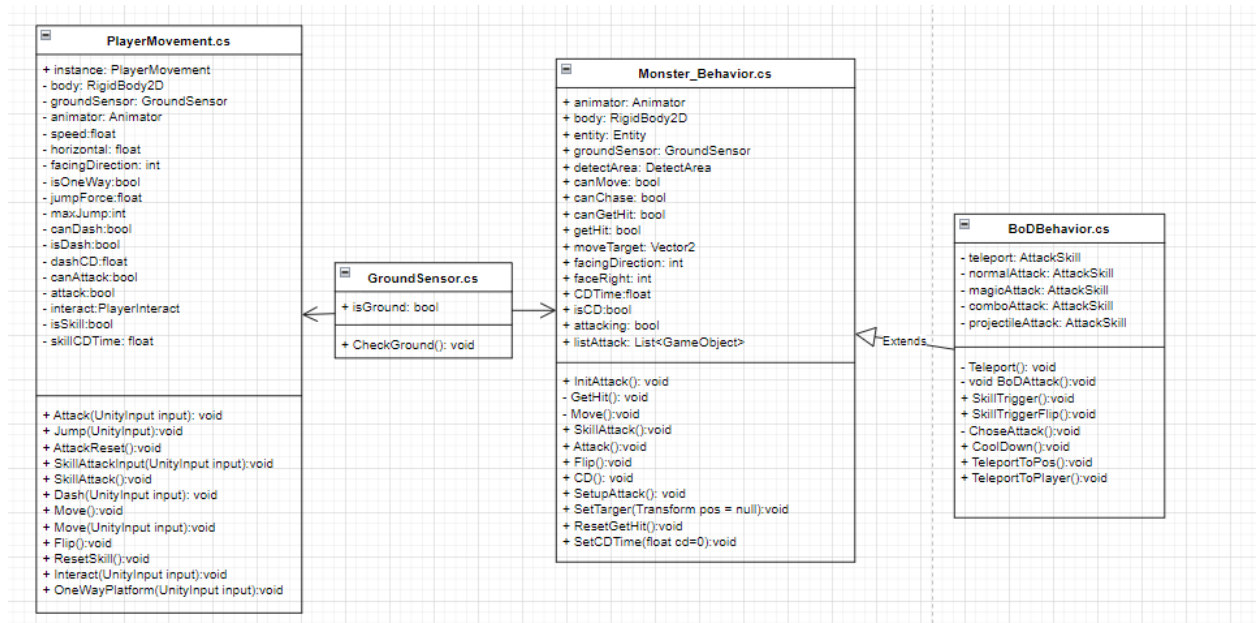 PlayerMovement.cs
+ instance: PlayerMovement
- body: RigidBody2D
- groundSensor: GroundSensor
- animator: Animator
- speed:float
- horizontal: float
- facingDirection: int
- isOneWay:bool
- jumpForce:float
- maxJump:int
- canDash:bool
- isDash:bool
- dashCD:float
- canAttack:bool
- attack:bool
- interact:PlayerInteract
- isSkill:bool
- skillCDTime: float
+ Attack(UnityInput input): void
+ Jump(UnityInput):void
+ AttackReset():void
+ SkillAttackInput(UnityInput input):void
+ SkillAttack():void
+ Dash(UnityInput input): void
+ Move():void
+ Move(UnityInput input):void
+ Flip():void
+ ResetSkill():void
+ Interact(UnityInput input):void
+ OneWayPlatform(UnityInput input):void
GroundSensor.cs
+ isGround: bool
+ CheckGround(): void
Monster_Behavior.cs
+ animator: Animator
+ body: RigidBody2D
+ entity: Entity
+ groundSensor: GroundSensor
+ detectArea: DetectArea
+ canMove: bool
+ canChase: bool
+ canGetHit: bool
+ getHit: bool
+ moveTarget: Vector2
+ facingDirection: int
+ faceRight: int
+ CDTime:float
+ isCD:bool
+ attacking: bool
+ listAttack: List<GameObject>
+ InitAttack(): void
- GetHit(): void
- Move():void
+ SkillAttack():void
+ Attack():void
+ Flip():void
+ CD(): void
+ SetupAttack(): void
+ SetTarger(Transform pos = null):void
+ ResetGetHit():void
+ SetCDTime(float cd=0):void
Extends
BoDBehavior.cs
- teleport: AttackSkill
- normalAttack: AttackSkill
- magicAttack: AttackSkill
- comboAttack: AttackSkill
- projectileAttack: AttackSkill
- Teleport(): void
- void BoDAttack():void
+ SkillTrigger():void
+ SkillTriggerFlip():void
- ChoseAttack():void
+ CoolDown():void
+ TeleportToPos():void
+ TeleportToPlayer():void